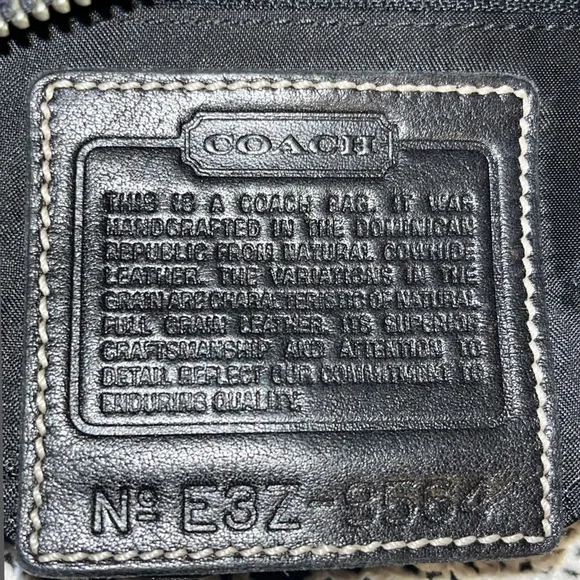 COACH
THIS IS A COACH BAG. IT WAS
HANDCRAFTED IN THE DOMINICAN
REPUBLIC FROM NATURAL COWHIDE
LEATHER. THE VARIATIONS IN THE
GRAIN ARE CHARACTERISTIC OF NATURAL
FULL GRAIN LEATHER. ITS SUPERIOR
CRAFTSMANSHIP AND ATTENTION TO
DETAIL REFLECT OUR COMMITMENT TO
ENDURING QUALITY.
Nº E3Z-9564